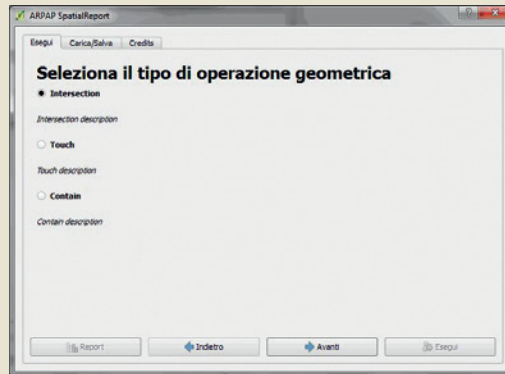 ARPAP SpatialReport
Esegui Carica/Salva Credits
Seleziona il tipo di operazione geometrica
Intersection
Intersection description
Touch
Touch description
Contain
Contain description
Report Indietro Avanti Esegui